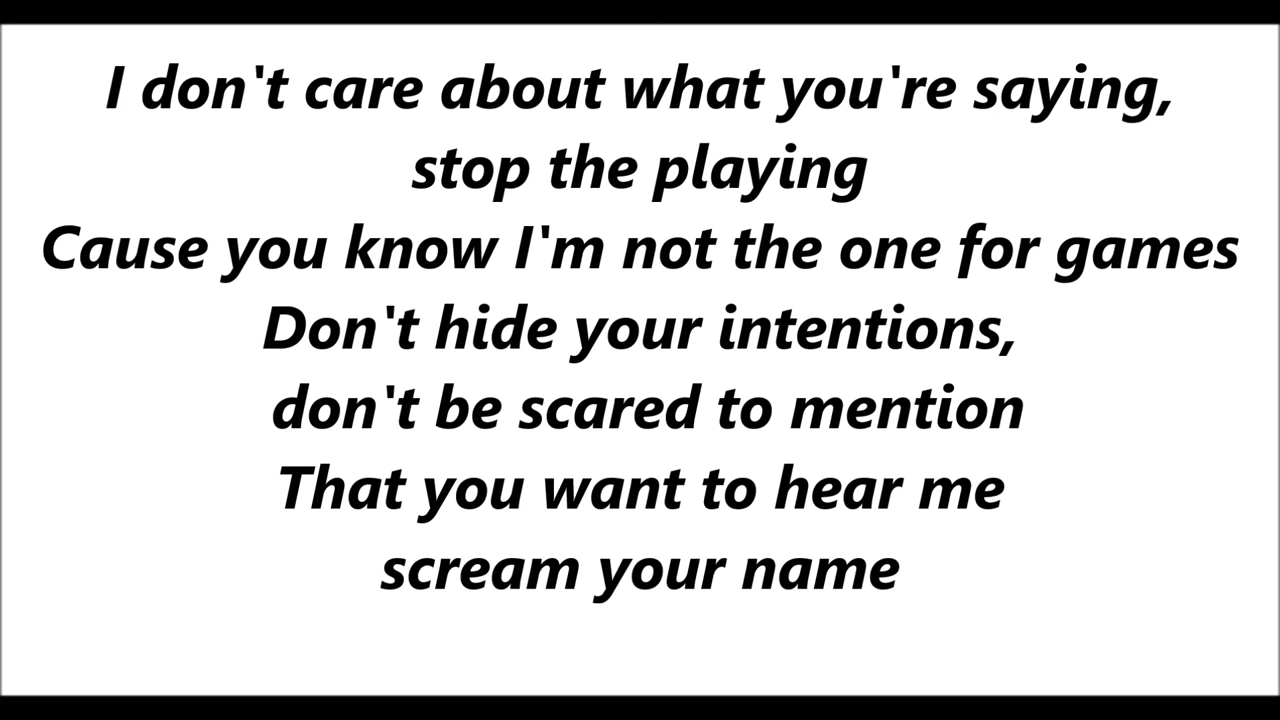 I don't care about what you're saying,
stop the playing
Cause you know I'm not the one for games
Don't hide your intentions,
don't be scared to mention
That you want to hear me
scream your name